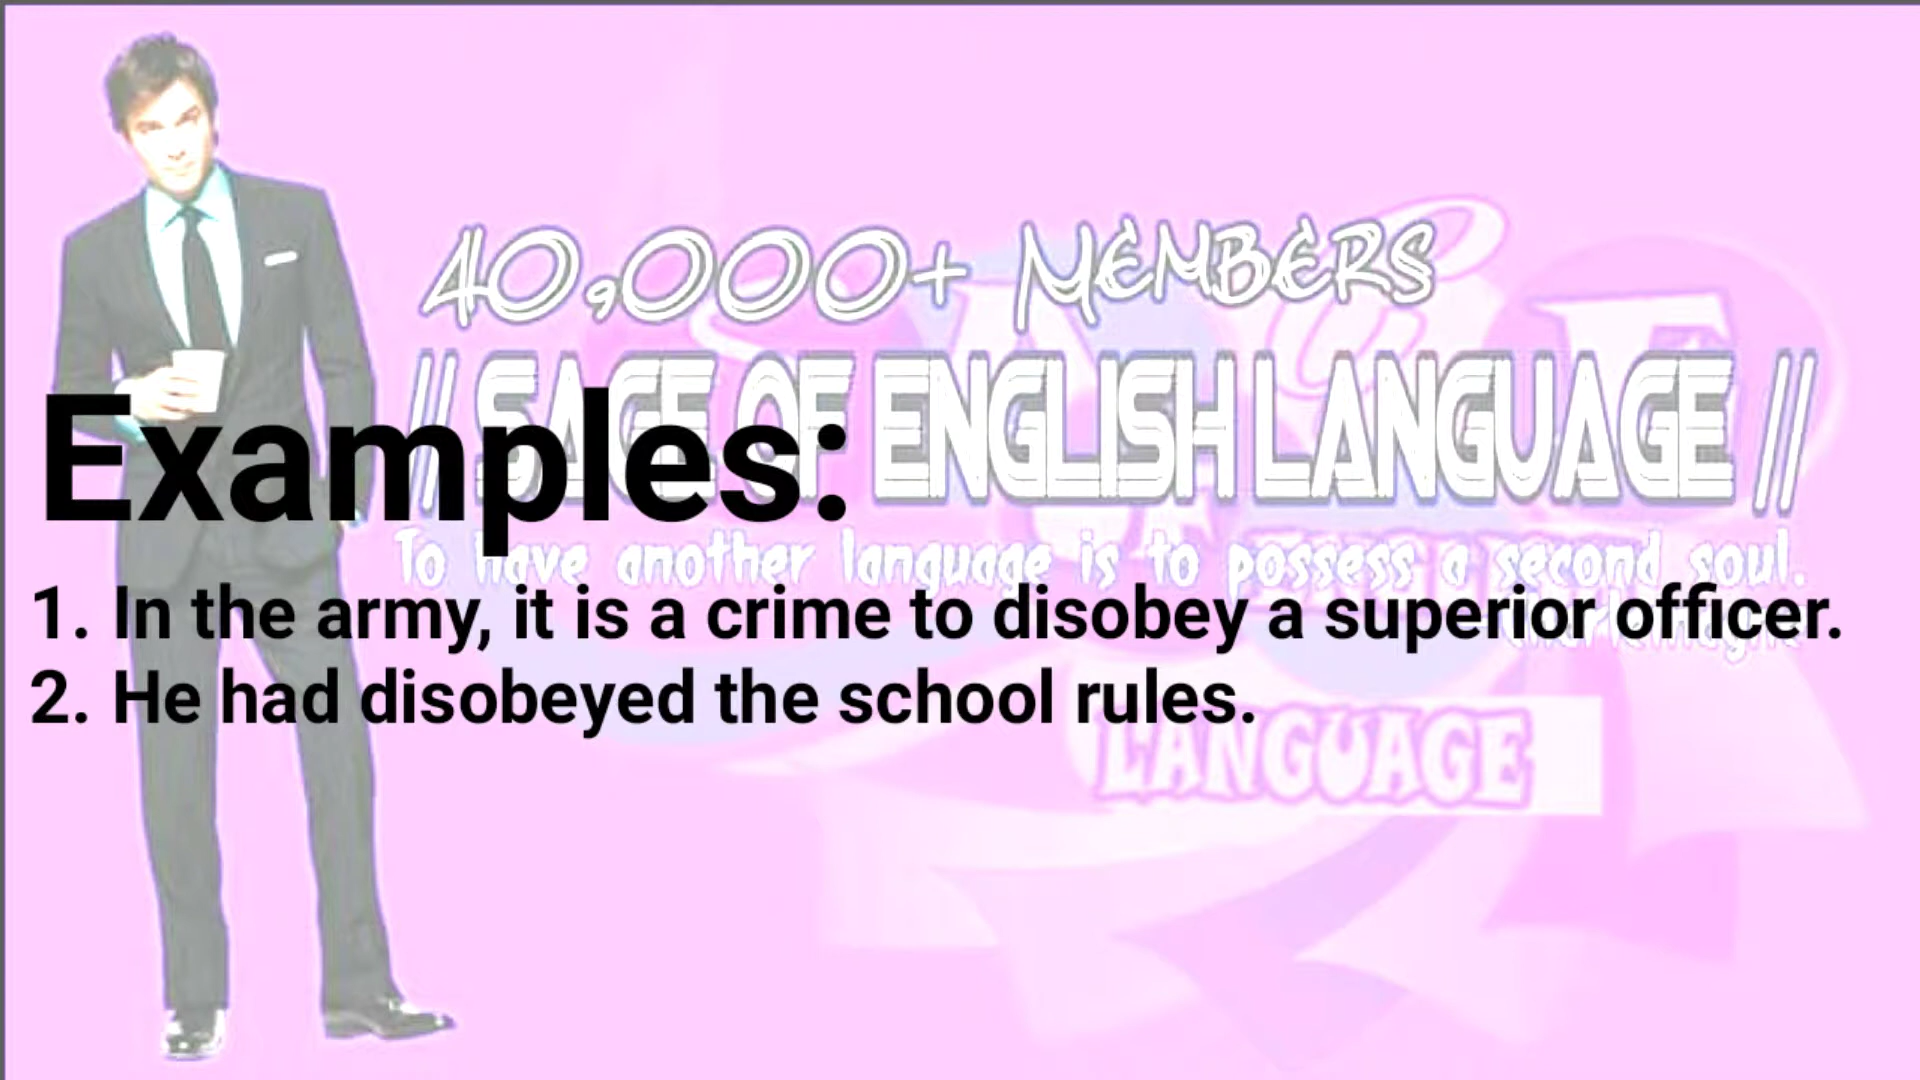 40,000+ MEMBERS
// SAGE OF ENGLISH LANGUAGE //
Examples:
To have another language is to possess a second soul.
1. In the army, it is a crime to disobey a superior officer.
Charlemagne
2. He had disobeyed the school rules.
LANGUAGE